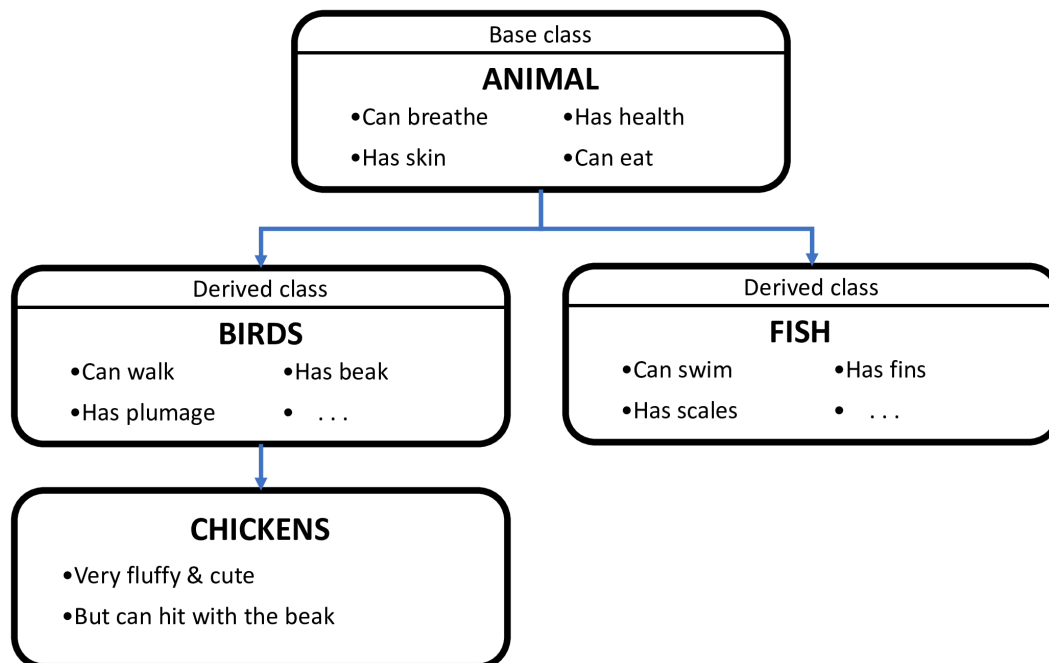 Base class
ANIMAL
•Can breathe •Has health
•Has skin •Can eat
Derived class
BIRDS
•Can walk •Has beak
•Has plumage • . . .
Derived class
FISH
•Can swim •Has fins
•Has scales • . . .
CHICKENS
•Very fluffy & cute
•But can hit with the beak